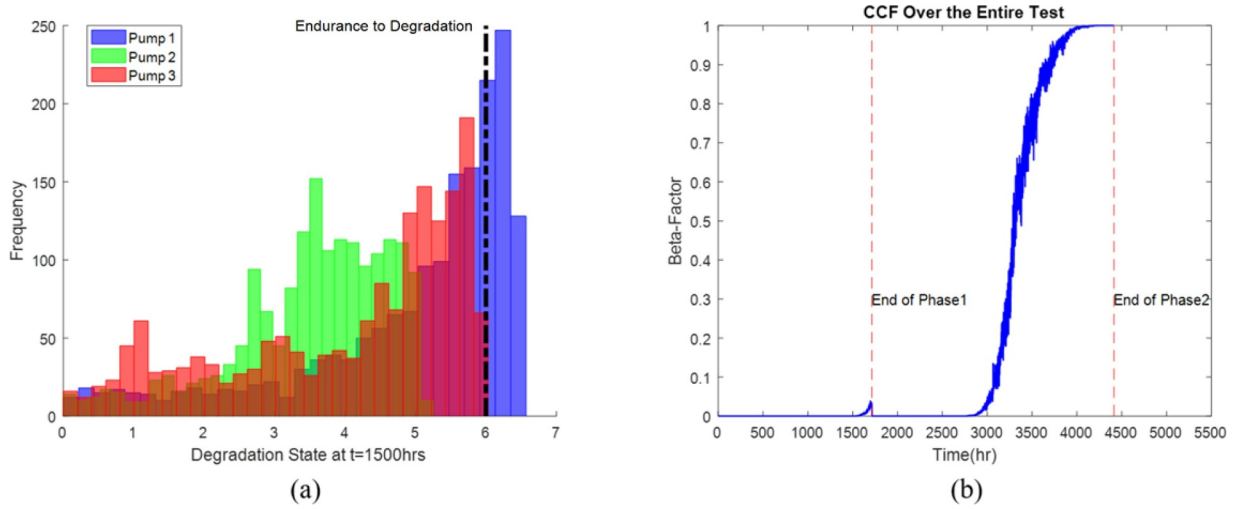 Endurance to Degradation
Pump 1
Pump 2
Pump 3
250
200
150
100
50
0
Frequency
0 1 2 3 4 5 6 7
Degradation State at t=1500hrs
(a)
CCF Over the Entire Test
1
0.9
0.8
0.7
0.6
0.5
0.4
0.3
0.2
0.1
0
Beta-Factor
End of Phase1
End of Phase2
0 500 1000 1500 2000 2500 3000 3500 4000 4500 5000 5500
Time(hr)
(b)